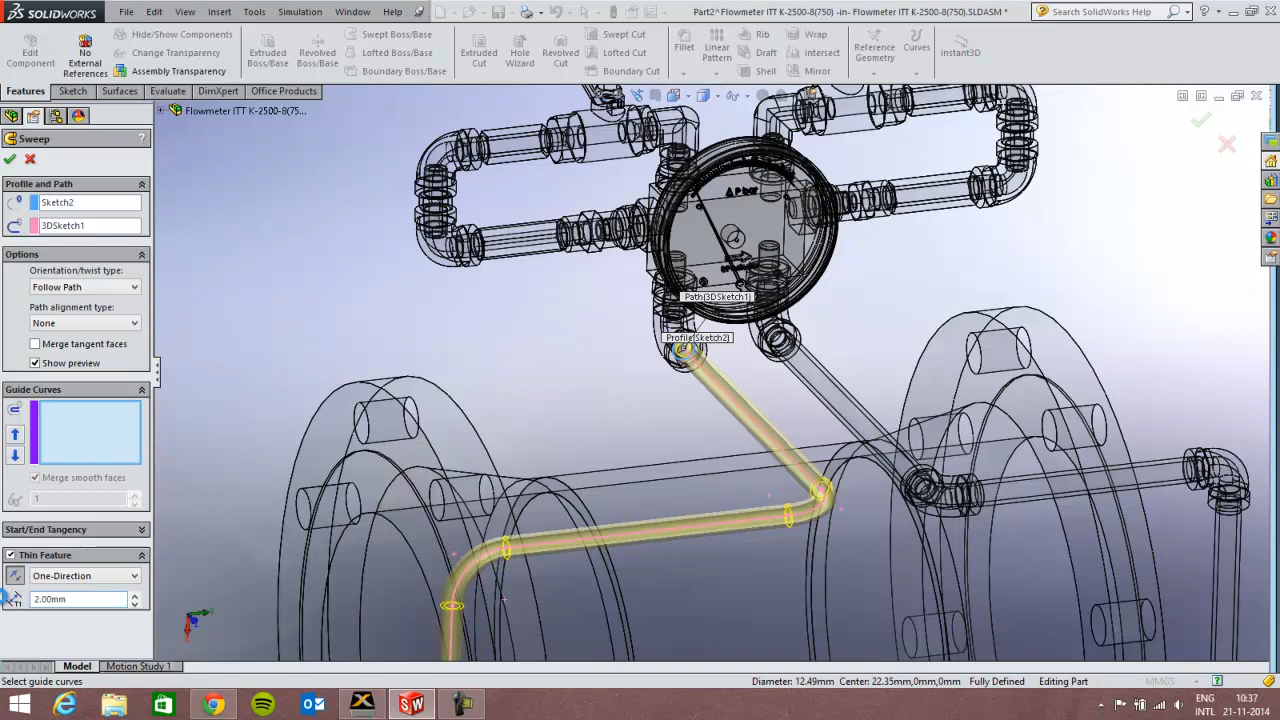 SOLIDWORKS File Edit View Insert Tools Simulation Window Help Part2^Flowmeter ITT K-2500-8(750) -in- Flowmeter ITT K-2500-8(750).SLDASM * Search SolidWorks Help
Edit Component
No External References
Hide/Show Components
Change Transparency
Assembly Transparency
Extruded Boss/Base
Revolved Boss/Base
Swept Boss/Base
Lofted Boss/Base
Boundary Boss/Base
Extruded Cut
Hole Wizard
Revolved Cut
Swept Cut
Lofted Cut
Boundary Cut
Fillet
Linear Pattern
Rib
Draft
Shell
Wrap
Intersect
Mirror
Reference Geometry
Curves
Instant3D
Features Sketch Surfaces Evaluate DimXpert Office Products
Flowmeter ITT K-2500-8(75...
Sweep ?
Profile and Path
Sketch2
3DSketch1
Options
Orientation/twist type:
Follow Path
Path alignment type:
None
Merge tangent faces
Show preview
Guide Curves
Merge smooth faces
1
Start/End Tangency
Thin Feature
One-Direction
2.00mm
Δ P bar
Path(3DSketch1)
Profile(Sketch2)
Model Motion Study 1
Select guide curves Diameter: 12.49mm Center: 22.35mm,0mm,0mm Fully Defined Editing Part MMGS
ENG
INTL
10:37
21-11-2014